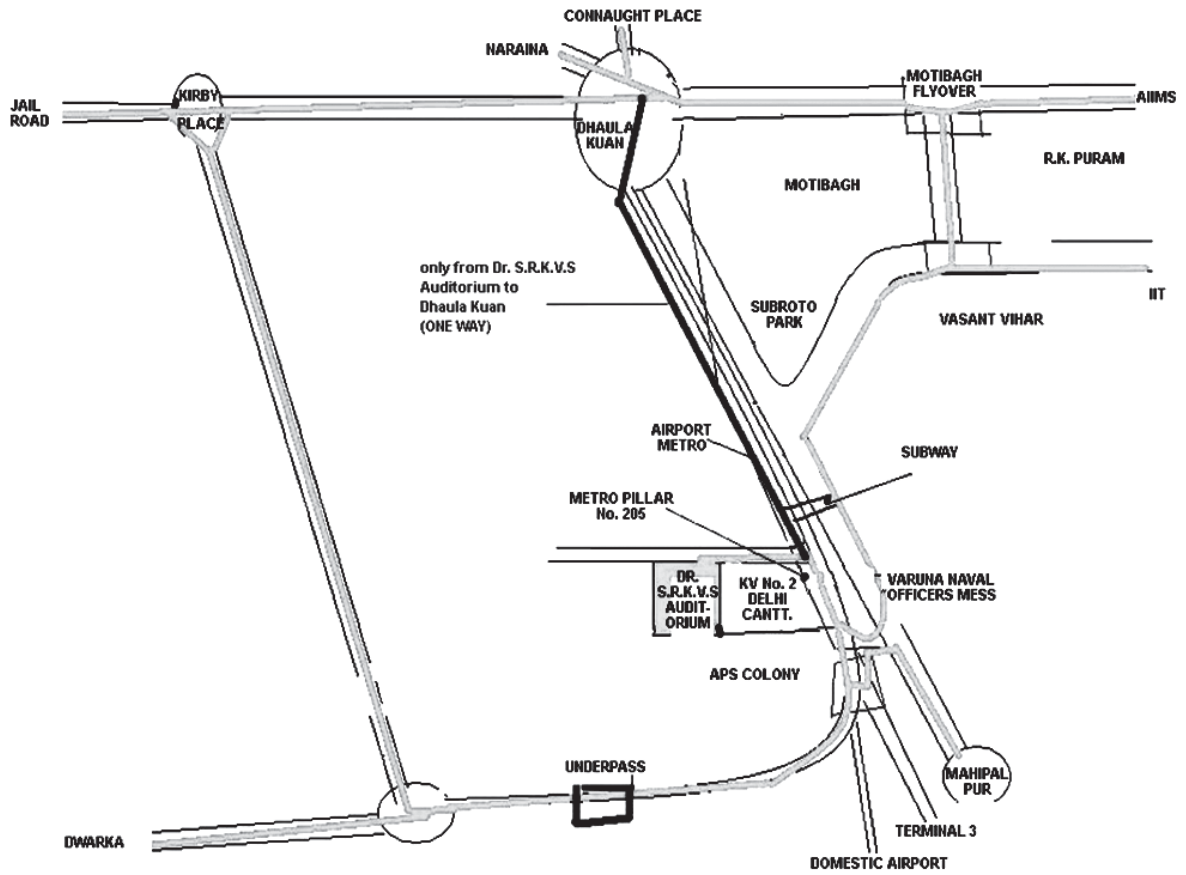 CONNAUGHT PLACE
NARAINA
MOTIBAGH
FLYOVER
KIRBY
PLACE
JAIL
ROAD
AIIMS
DHAULA
KUAN
R.K. PURAM
MOTIBAGH
only from Dr. S.R.K.V.S
Auditorium to
Dhaula Kuan
(ONE WAY)
SUBROTO
PARK
IIT
VASANT VIHAR
AIRPORT
METRO
SUBWAY
METRO PILLAR
No. 205
DR.
S.R.K.V.S
AUDIT-
ORIUM
KV No. 2
DELHI
CANTT.
VARUNA NAVAL
OFFICERS MESS
APS COLONY
UNDERPASS
MAHIPAL
PUR
DWARKA
TERMINAL 3
DOMESTIC AIRPORT